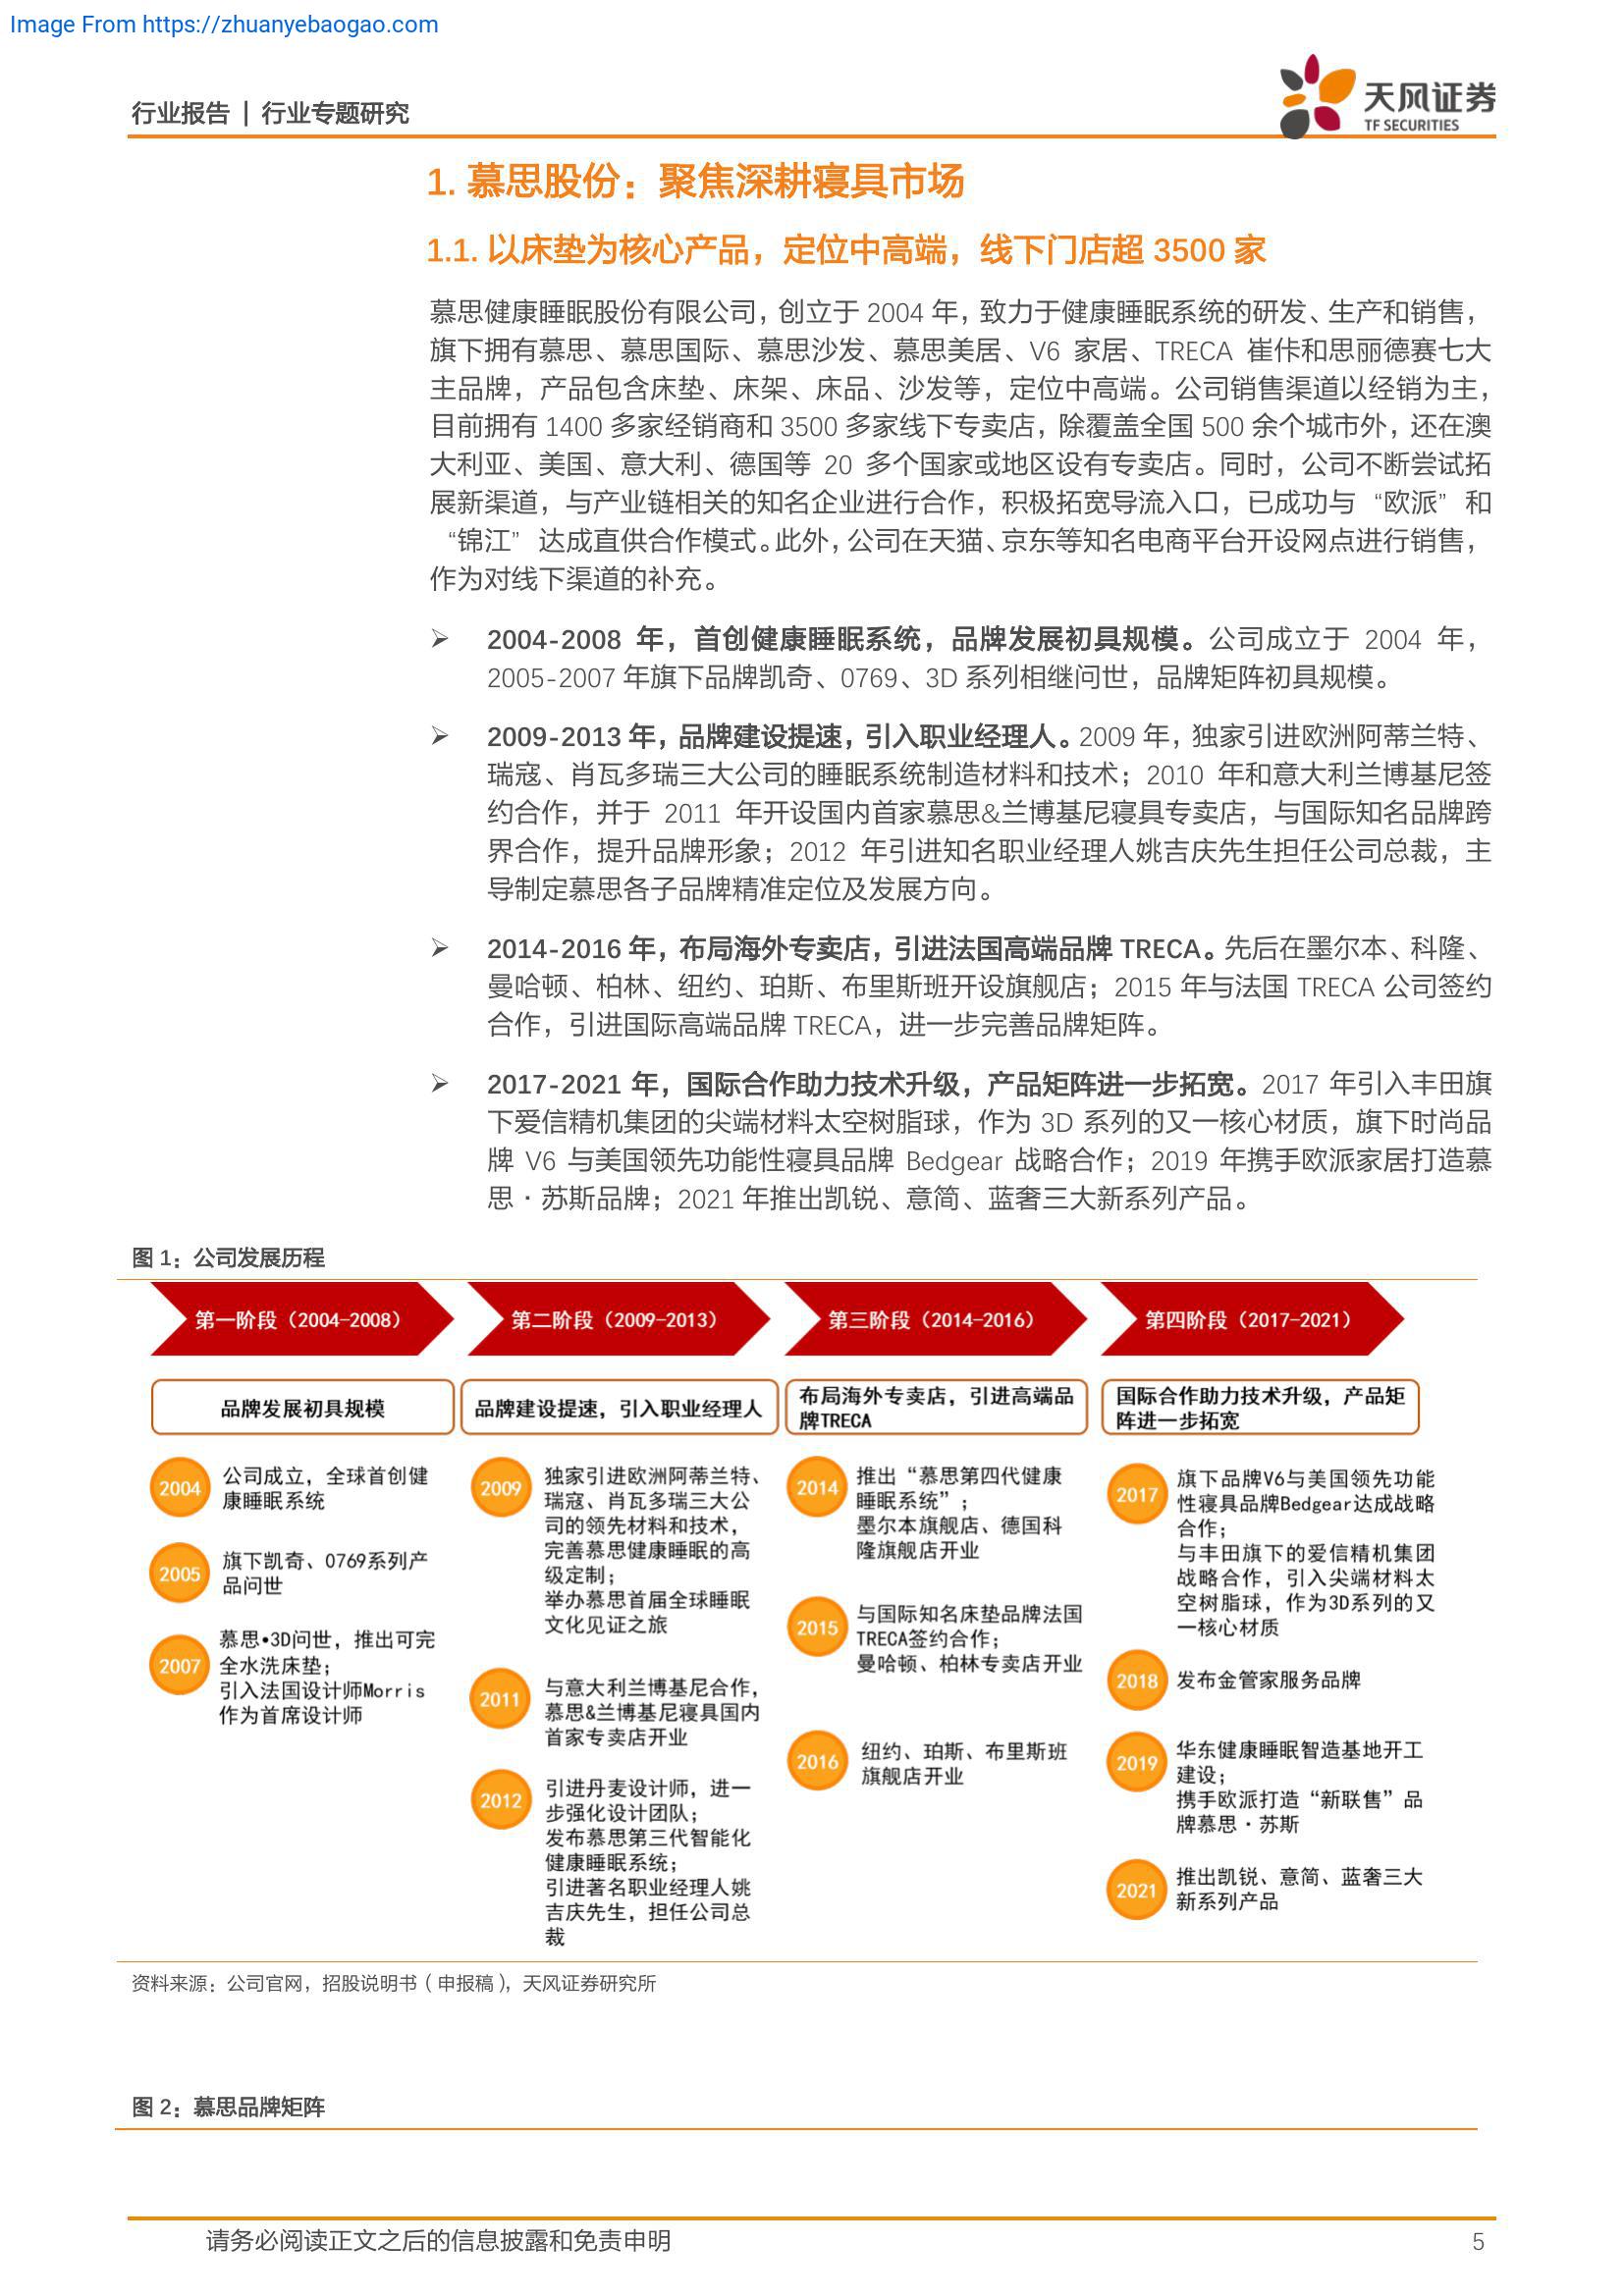 Image From https://zhuanyebaogao.com
行业报告 | 行业专题研究
天风证券
TF SECURITIES
1. 慕思股份：聚焦深耕寝具市场
1.1. 以床垫为核心产品，定位中高端，线下门店超 3500 家
慕思健康睡眠股份有限公司，创立于 2004 年，致力于健康睡眠系统的研发、生产和销售，
旗下拥有慕思、慕思国际、慕思沙发、慕思美居、V6 家居、TRECA 崔佧和思丽德赛七大
主品牌，产品包含床垫、床架、床品、沙发等，定位中高端。公司销售渠道以经销为主，
目前拥有 1400 多家经销商和 3500 多家线下专卖店，除覆盖全国 500 余个城市外，还在澳
大利亚、美国、意大利、德国等 20 多个国家或地区设有专卖店。同时，公司不断尝试拓
展新渠道，与产业链相关的知名企业进行合作，积极拓宽导流入口，已成功与“欧派”和
“锦江”达成直供合作模式。此外，公司在天猫、京东等知名电商平台开设网点进行销售，
作为对线下渠道的补充。
➢ 2004-2008 年，首创健康睡眠系统，品牌发展初具规模。公司成立于 2004 年，
2005-2007 年旗下品牌凯奇、0769、3D 系列相继问世，品牌矩阵初具规模。
➢ 2009-2013 年，品牌建设提速，引入职业经理人。2009 年，独家引进欧洲阿蒂兰特、
瑞寇、肖瓦多瑞三大公司的睡眠系统制造材料和技术；2010 年和意大利兰博基尼签
约合作，并于 2011 年开设国内首家慕思&兰博基尼寝具专卖店，与国际知名品牌跨
界合作，提升品牌形象；2012 年引进知名职业经理人姚吉庆先生担任公司总裁，主
导制定慕思各子品牌精准定位及发展方向。
➢ 2014-2016 年，布局海外专卖店，引进法国高端品牌 TRECA。先后在墨尔本、科隆、
曼哈顿、柏林、纽约、珀斯、布里斯班开设旗舰店；2015 年与法国 TRECA 公司签约
合作，引进国际高端品牌 TRECA，进一步完善品牌矩阵。
➢ 2017-2021 年，国际合作助力技术升级，产品矩阵进一步拓宽。2017 年引入丰田旗
下爱信精机集团的尖端材料太空树脂球，作为 3D 系列的又一核心材质，旗下时尚品
牌 V6 与美国领先功能性寝具品牌 Bedgear 战略合作；2019 年携手欧派家居打造慕
思·苏斯品牌；2021 年推出凯锐、意简、蓝奢三大新系列产品。
图 1：公司发展历程
第一阶段（2004-2008）
第二阶段（2009-2013）
第三阶段（2014-2016）
第四阶段（2017-2021）
品牌发展初具规模
品牌建设提速，引入职业经理人
布局海外专卖店，引进高端品
牌TRECA
国际合作助力技术升级，产品矩
阵进一步拓宽
2004
公司成立，全球首创健
康睡眠系统
2005
旗下凯奇、0769系列产
品问世
2007
慕思•3D问世，推出可完
全水洗床垫；
引入法国设计师Morris
作为首席设计师
2009
独家引进欧洲阿蒂兰特、
瑞寇、肖瓦多瑞三大公
司的领先材料和技术，
完善慕思健康睡眠的高
级定制；
举办慕思首届全球睡眠
文化见证之旅
2011
与意大利兰博基尼合作，
慕思&兰博基尼寝具国内
首家专卖店开业
2012
引进丹麦设计师，进一
步强化设计团队；
发布慕思第三代智能化
健康睡眠系统；
引进著名职业经理人姚
吉庆先生，担任公司总
裁
2014
推出“慕思第四代健康
睡眠系统”；
墨尔本旗舰店、德国科
隆旗舰店开业
2015
与国际知名床垫品牌法国
TRECA签约合作；
曼哈顿、柏林专卖店开业
2016
纽约、珀斯、布里斯班
旗舰店开业
2017
旗下品牌V6与美国领先功能
性寝具品牌Bedgear达成战略
合作；
与丰田旗下的爱信精机集团
战略合作，引入尖端材料太
空树脂球，作为3D系列的又
一核心材质
2018
发布金管家服务品牌
2019
华东健康睡眠智造基地开工
建设；
携手欧派打造“新联售”品
牌慕思·苏斯
2021
推出凯锐、意简、蓝奢三大
新系列产品
资料来源：公司官网，招股说明书（申报稿），天风证券研究所
图 2：慕思品牌矩阵
请务必阅读正文之后的信息披露和免责申明
5